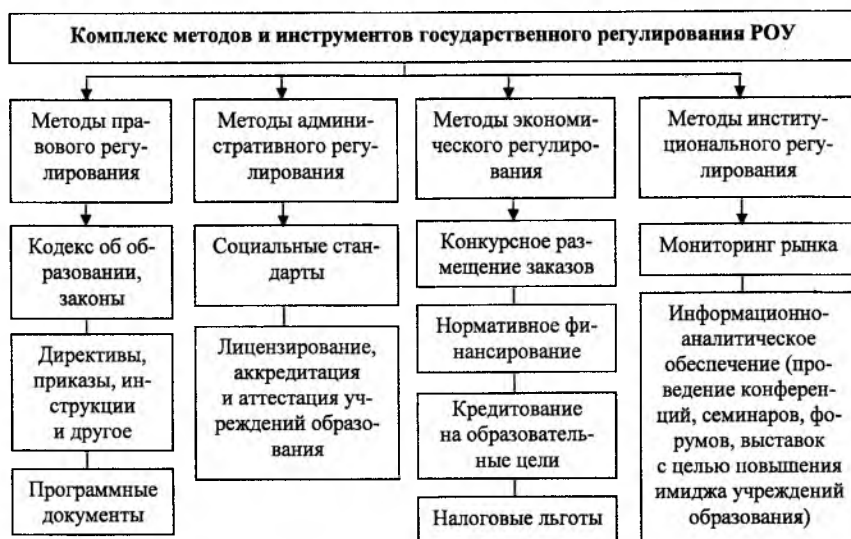 Комплекс методов и инструментов государственного регулирования РОУ
Методы пра-
вового регу-
лирования
Кодекс об об-
разовании,
законы
Директивы,
приказы, ин-
струкции
и другое
Программные
документы
Методы админи-
стративного регу-
лирования
Социальные стан-
дарты
Лицензирование,
аккредитация
и аттестация уч-
реждений образо-
вания
Методы экономи-
ческого регулиро-
вания
Конкурсное раз-
мещение заказов
Нормативное фи-
нансирование
Кредитование
на образователь-
ные цели
Налоговые льготы
Методы институ-
ционального регу-
лирования
Мониторинг рынка
Информационно-
аналитическое
обеспечение (про-
ведение конферен-
ций, семинаров, фо-
румов, выставок
с целью повышения
имиджа учреждений
образования)